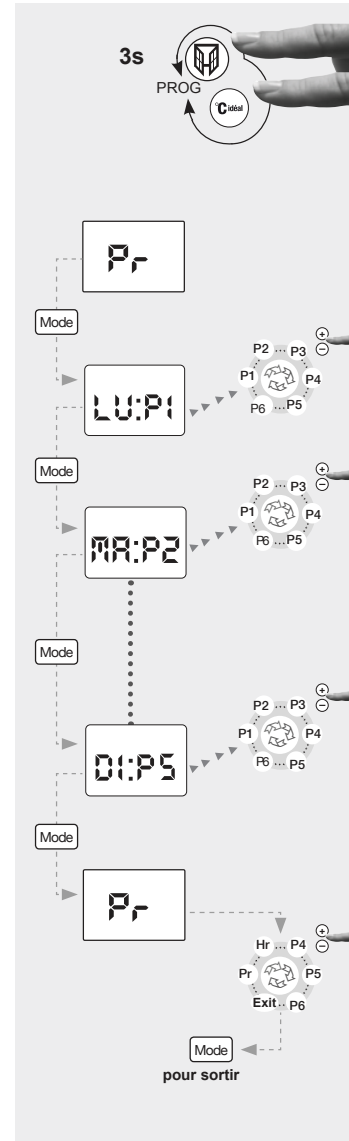 3s
PROG
°C idéal
Pr
Mode
P2 ... P3 +
LU:P1 P1 P4 −
P6 ... P5
Mode
P2 ... P3 +
MA:P2 P1 P4 −
P6 ... P5
Mode
P2 ... P3 +
DI:P5 P1 P4 −
P6 ... P5
Mode
Pr
Hr ... P4 +
Pr P5 −
Exit ... P6
Mode
pour sortir